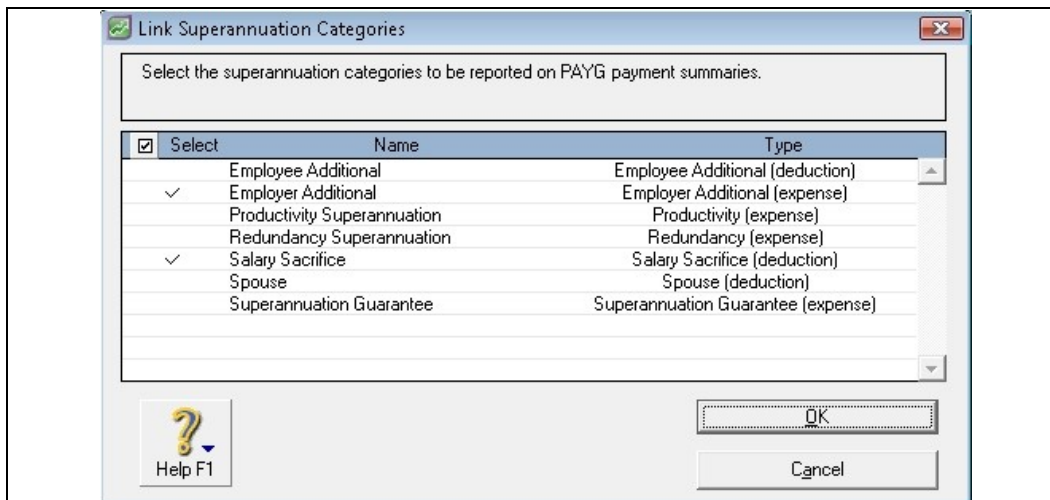 Link Superannuation Categories
Select the superannuation categories to be reported on PAYG payment summaries.
Select Name Type
Employee Additional Employee Additional (deduction)
Employer Additional Employer Additional (expense)
Productivity Superannuation Productivity (expense)
Redundancy Superannuation Redundancy (expense)
Salary Sacrifice Salary Sacrifice (deduction)
Spouse Spouse (deduction)
Superannuation Guarantee Superannuation Guarantee (expense)
OK
Help F1
Cancel